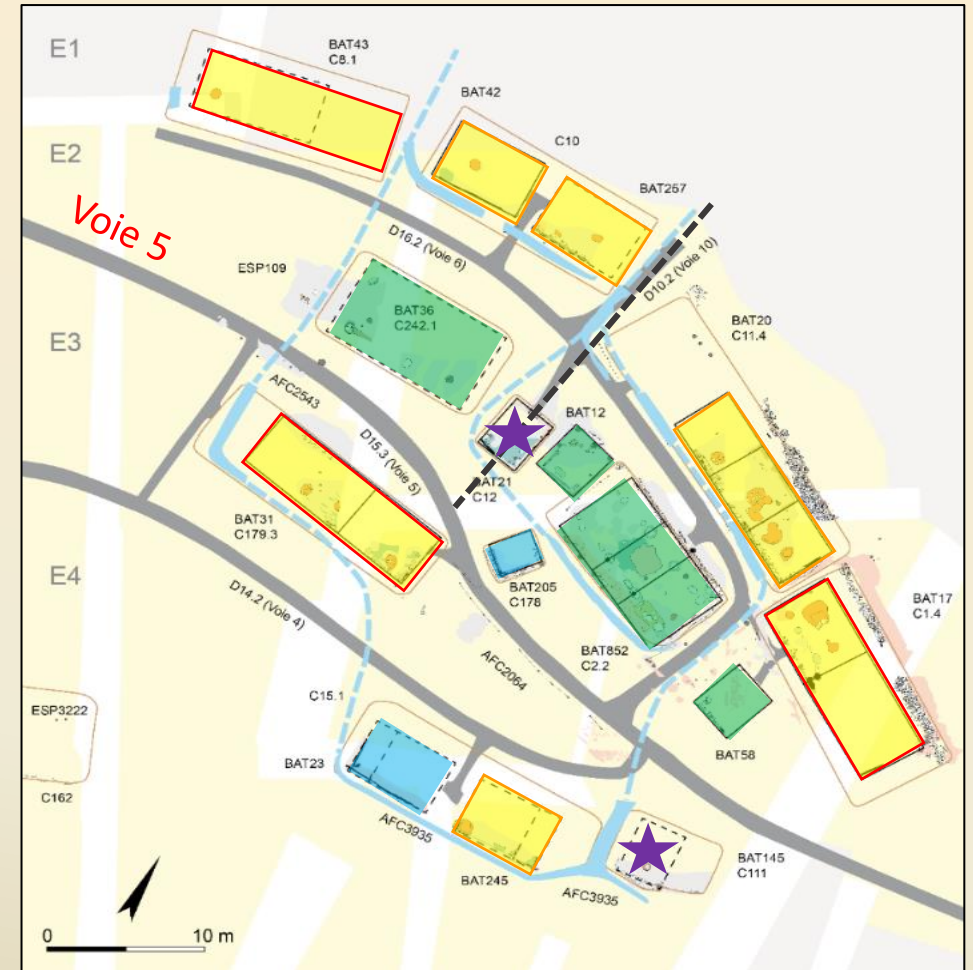 E1
BAT43
C8.1
BAT42
E2
C10
BAT257
Voie 5
D16.2 (Voie 6)
ESP109
D10.2 (Voie 10)
BAT36
C242.1
BAT20
C11.4
E3
AFC2543
BAT12
D15.3 (Voie 5)
BAT21
C12
BAT31
C179.3
E4
BAT205
C178
D14.2 (Voie 4)
BAT17
C1.4
BAT852
C2.2
AFC2064
C15.1
ESP3222
BAT58
BAT23
C162
AFC3935
BAT145
C111
BAT245
AFC3935
0 10 m